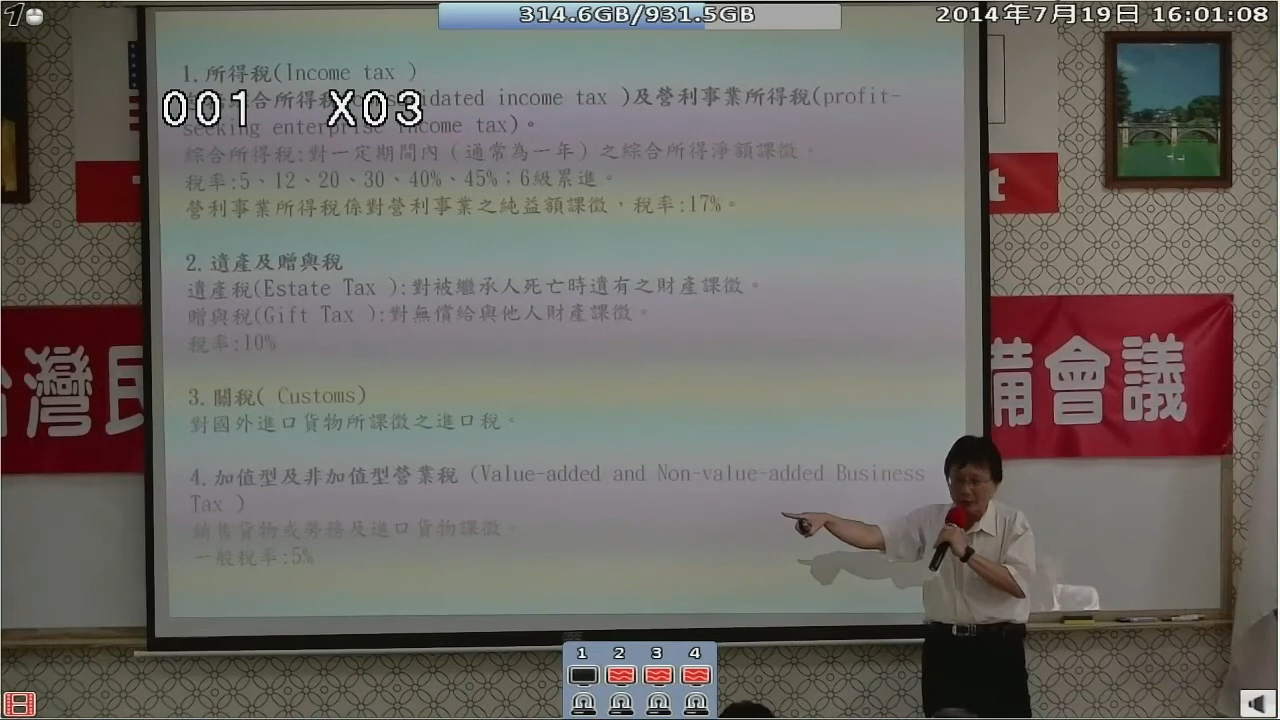 314.6GB/931.5GB
2014年7月19日 16:01:08
1.所得稅(Income tax )
001 X03
合所得 income tax )及營利事業所得稅(profit-
seeking enterprise income tax)。
綜合所得稅:對一定期間內（通常為一年）之綜合所得淨額課徵。
稅率:5、12、20、30、40%、45%；6級累進。
營利事業所得稅係對營利事業之純益額課徵，稅率:17%。
2.遺產及贈與稅
遺產稅(Estate Tax ):對被繼承人死亡時遺有之財產課徵。
贈與稅(Gift Tax ):對無償給與他人財產課徵。
稅率:10%
3.關稅( Customs)
對國外進口貨物所課徵之進口稅。
4.加值型及非加值型營業稅 (Value-added and Non-value-added Business
Tax )
銷售貨物或勞務及進口貨物課徵。
一般稅率:5%
t
台灣民
備會議
1 2 3 4